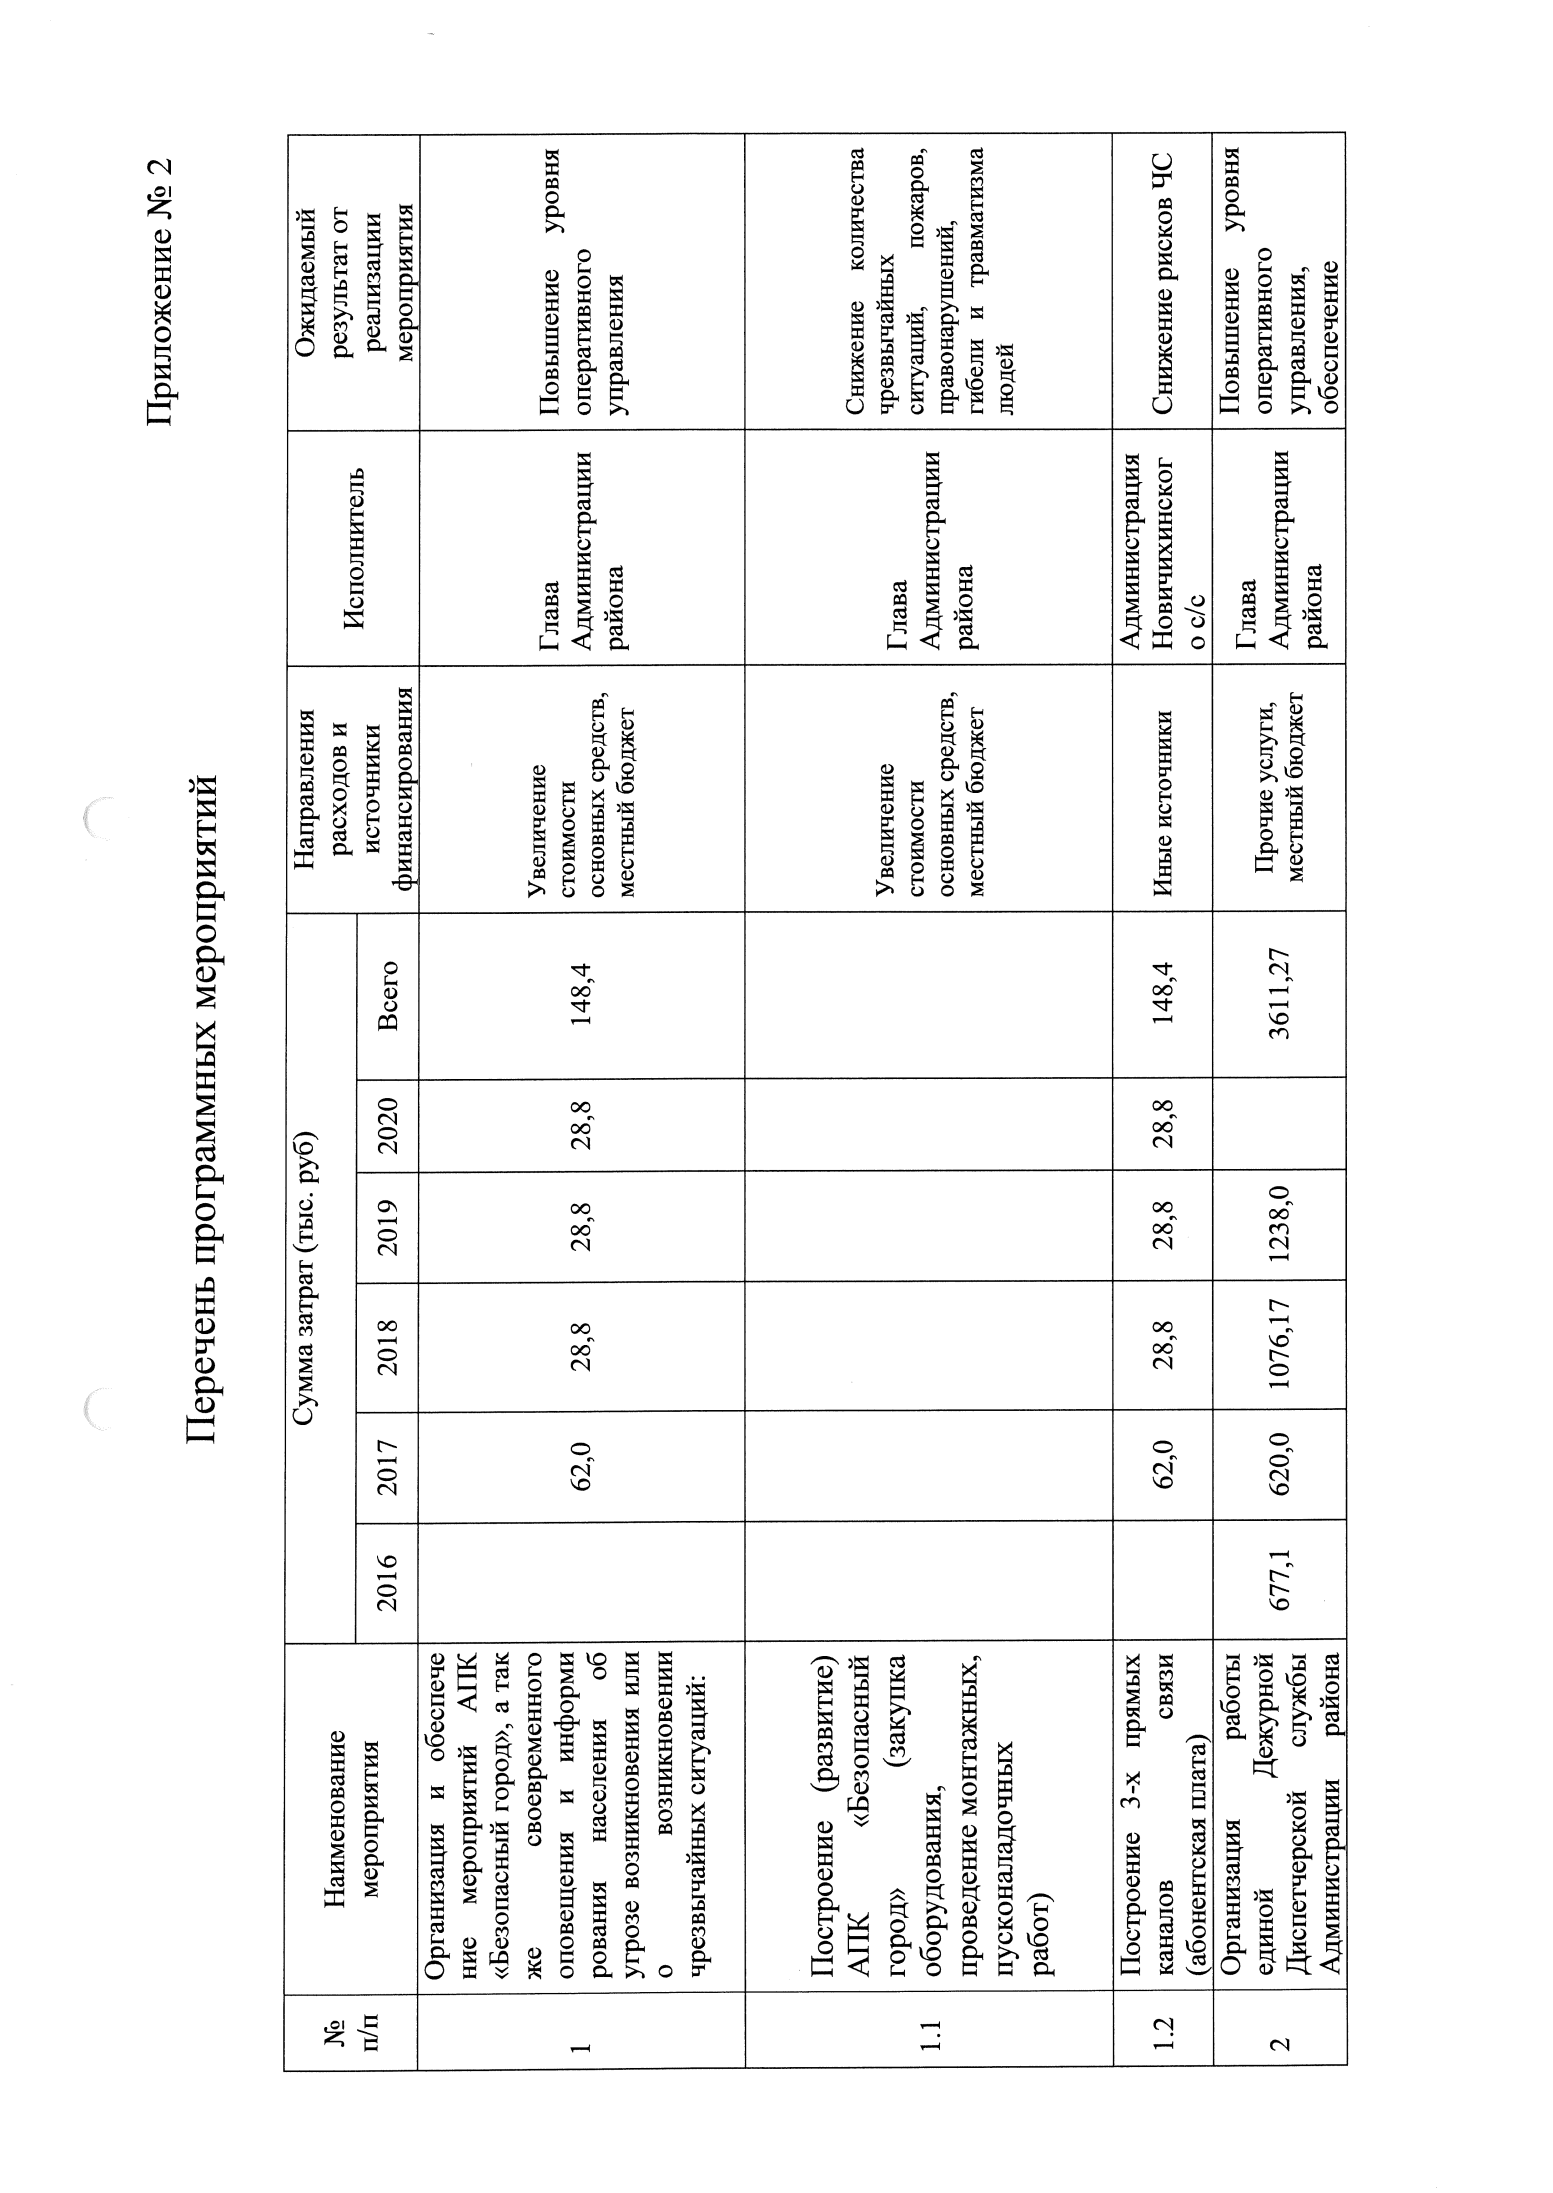 Приложение № 2
Перечень программных мероприятий
№
п/п
Наименование
мероприятия
Сумма затрат (тыс. руб)
2016
2017
2018
2019
2020
Всего
Направления
расходов и
источники
финансирования
Исполнитель
Ожидаемый
результат от
реализации
мероприятия
1
Организация и обеспече
ние мероприятий АПК
«Безопасный город», а так
же своевременного
оповещения и информи
рования населения об
угрозе возникновения или
о возникновении
чрезвычайных ситуаций:
62,0
28,8
28,8
28,8
148,4
Увеличение
стоимости
основных средств,
местный бюджет
Глава
Администрации
района
Повышение уровня
оперативного
управления
1.1
Построение (развитие)
АПК «Безопасный
город» (закупка
оборудования,
проведение монтажных,
пусконаладочных
работ)
Увеличение
стоимости
основных средств,
местный бюджет
Глава
Администрации
района
Снижение количества
чрезвычайных
ситуаций, пожаров,
правонарушений,
гибели и травматизма
людей
1.2
Построение 3-х прямых
каналов связи
(абонентская плата)
62,0
28,8
28,8
28,8
148,4
Иные источники
Администрация
Новичихинског
о с/с
Снижение рисков ЧС
2
Организация работы
единой Дежурной
Диспетчерской службы
Администрации района
677,1
620,0
1076,17
1238,0
3611,27
Прочие услуги,
местный бюджет
Глава
Администрации
района
Повышение уровня
оперативного
управления,
обеспечение